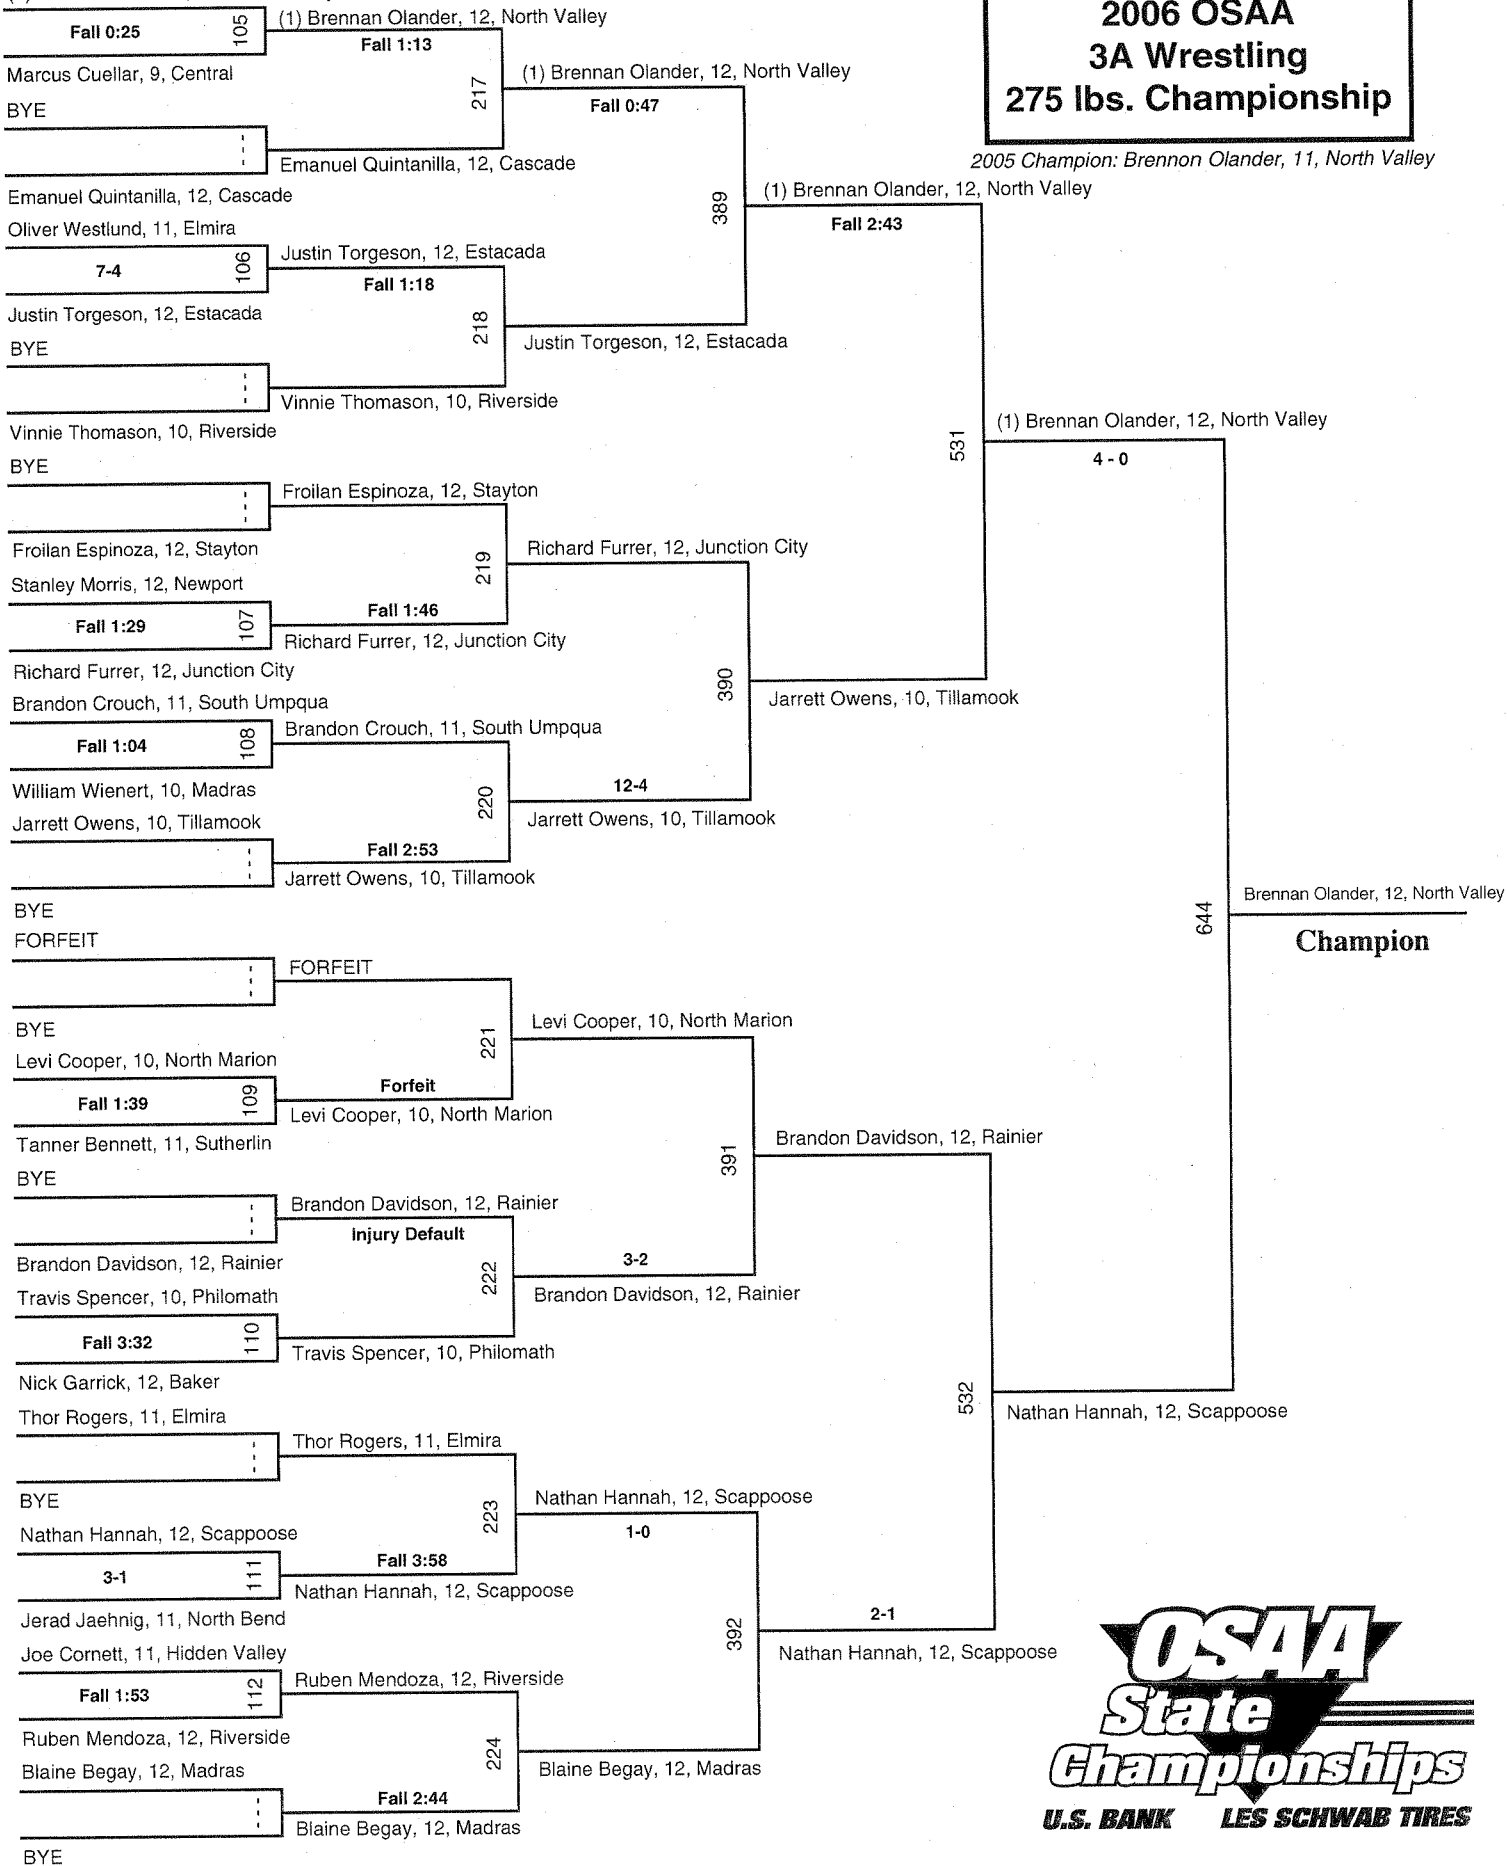 Fall 0:25
105
(1) Brennan Olander, 12, North Valley
Fall 1:13
Marcus Cuellar, 9, Central
BYE
217
(1) Brennan Olander, 12, North Valley
Fall 0:47
Emanuel Quintanilla, 12, Cascade
Emanuel Quintanilla, 12, Cascade
2006 OSAA
3A Wrestling
275 lbs. Championship
2005 Champion: Brennon Olander, 11, North Valley
389
(1) Brennan Olander, 12, North Valley
Fall 2:43
Oliver Westlund, 11, Elmira
7-4
106
Justin Torgeson, 12, Estacada
Fall 1:18
Justin Torgeson, 12, Estacada
BYE
218
Justin Torgeson, 12, Estacada
Vinnie Thomason, 10, Riverside
Vinnie Thomason, 10, Riverside
531
(1) Brennan Olander, 12, North Valley
4 - 0
BYE
Froilan Espinoza, 12, Stayton
Froilan Espinoza, 12, Stayton
219
Richard Furrer, 12, Junction City
Stanley Morris, 12, Newport
Fall 1:29
107
Fall 1:46
Richard Furrer, 12, Junction City
Richard Furrer, 12, Junction City
390
Jarrett Owens, 10, Tillamook
Brandon Crouch, 11, South Umpqua
Fall 1:04
108
Brandon Crouch, 11, South Umpqua
William Wienert, 10, Madras
220
12-4
Jarrett Owens, 10, Tillamook
Jarrett Owens, 10, Tillamook
Fall 2:53
Jarrett Owens, 10, Tillamook
BYE
644
Brennan Olander, 12, North Valley
Champion
FORFEIT
FORFEIT
BYE
221
Levi Cooper, 10, North Marion
Levi Cooper, 10, North Marion
Fall 1:39
109
Forfeit
Levi Cooper, 10, North Marion
Tanner Bennett, 11, Sutherlin
391
Brandon Davidson, 12, Rainier
BYE
Brandon Davidson, 12, Rainier
Injury Default
Brandon Davidson, 12, Rainier
222
3-2
Brandon Davidson, 12, Rainier
Travis Spencer, 10, Philomath
Fall 3:32
110
Travis Spencer, 10, Philomath
Nick Garrick, 12, Baker
532
Nathan Hannah, 12, Scappoose
Thor Rogers, 11, Elmira
Thor Rogers, 11, Elmira
BYE
223
Nathan Hannah, 12, Scappoose
1-0
Nathan Hannah, 12, Scappoose
3-1
111
Fall 3:58
Nathan Hannah, 12, Scappoose
Jerad Jaehnig, 11, North Bend
392
2-1
Nathan Hannah, 12, Scappoose
Joe Cornett, 11, Hidden Valley
Fall 1:53
112
Ruben Mendoza, 12, Riverside
Ruben Mendoza, 12, Riverside
224
Blaine Begay, 12, Madras
Blaine Begay, 12, Madras
Fall 2:44
Blaine Begay, 12, Madras
BYE
OSAA
State
Championships
U.S. BANK LES SCHWAB TIRES